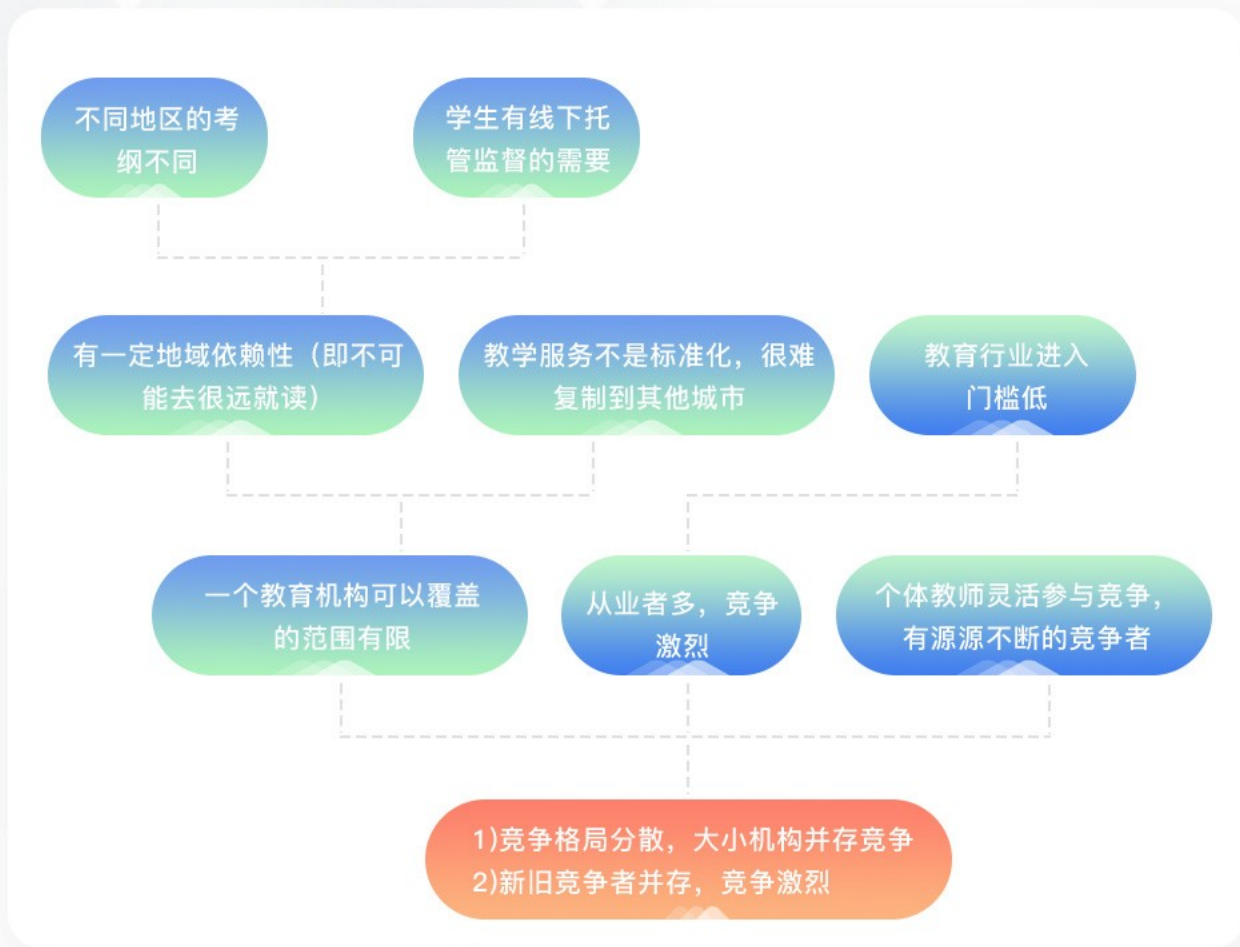 不同地区的考
纲不同
学生有线下托
管监督的需要
有一定地域依赖性（即不可
能去很远就读）
教学服务不是标准化，很难
复制到其他城市
教育行业进入
门槛低
一个教育机构可以覆盖
的范围有限
从业者多，竞争
激烈
个体教师灵活参与竞争，
有源源不断的竞争者
1)竞争格局分散，大小机构并存竞争
2)新旧竞争者并存，竞争激烈